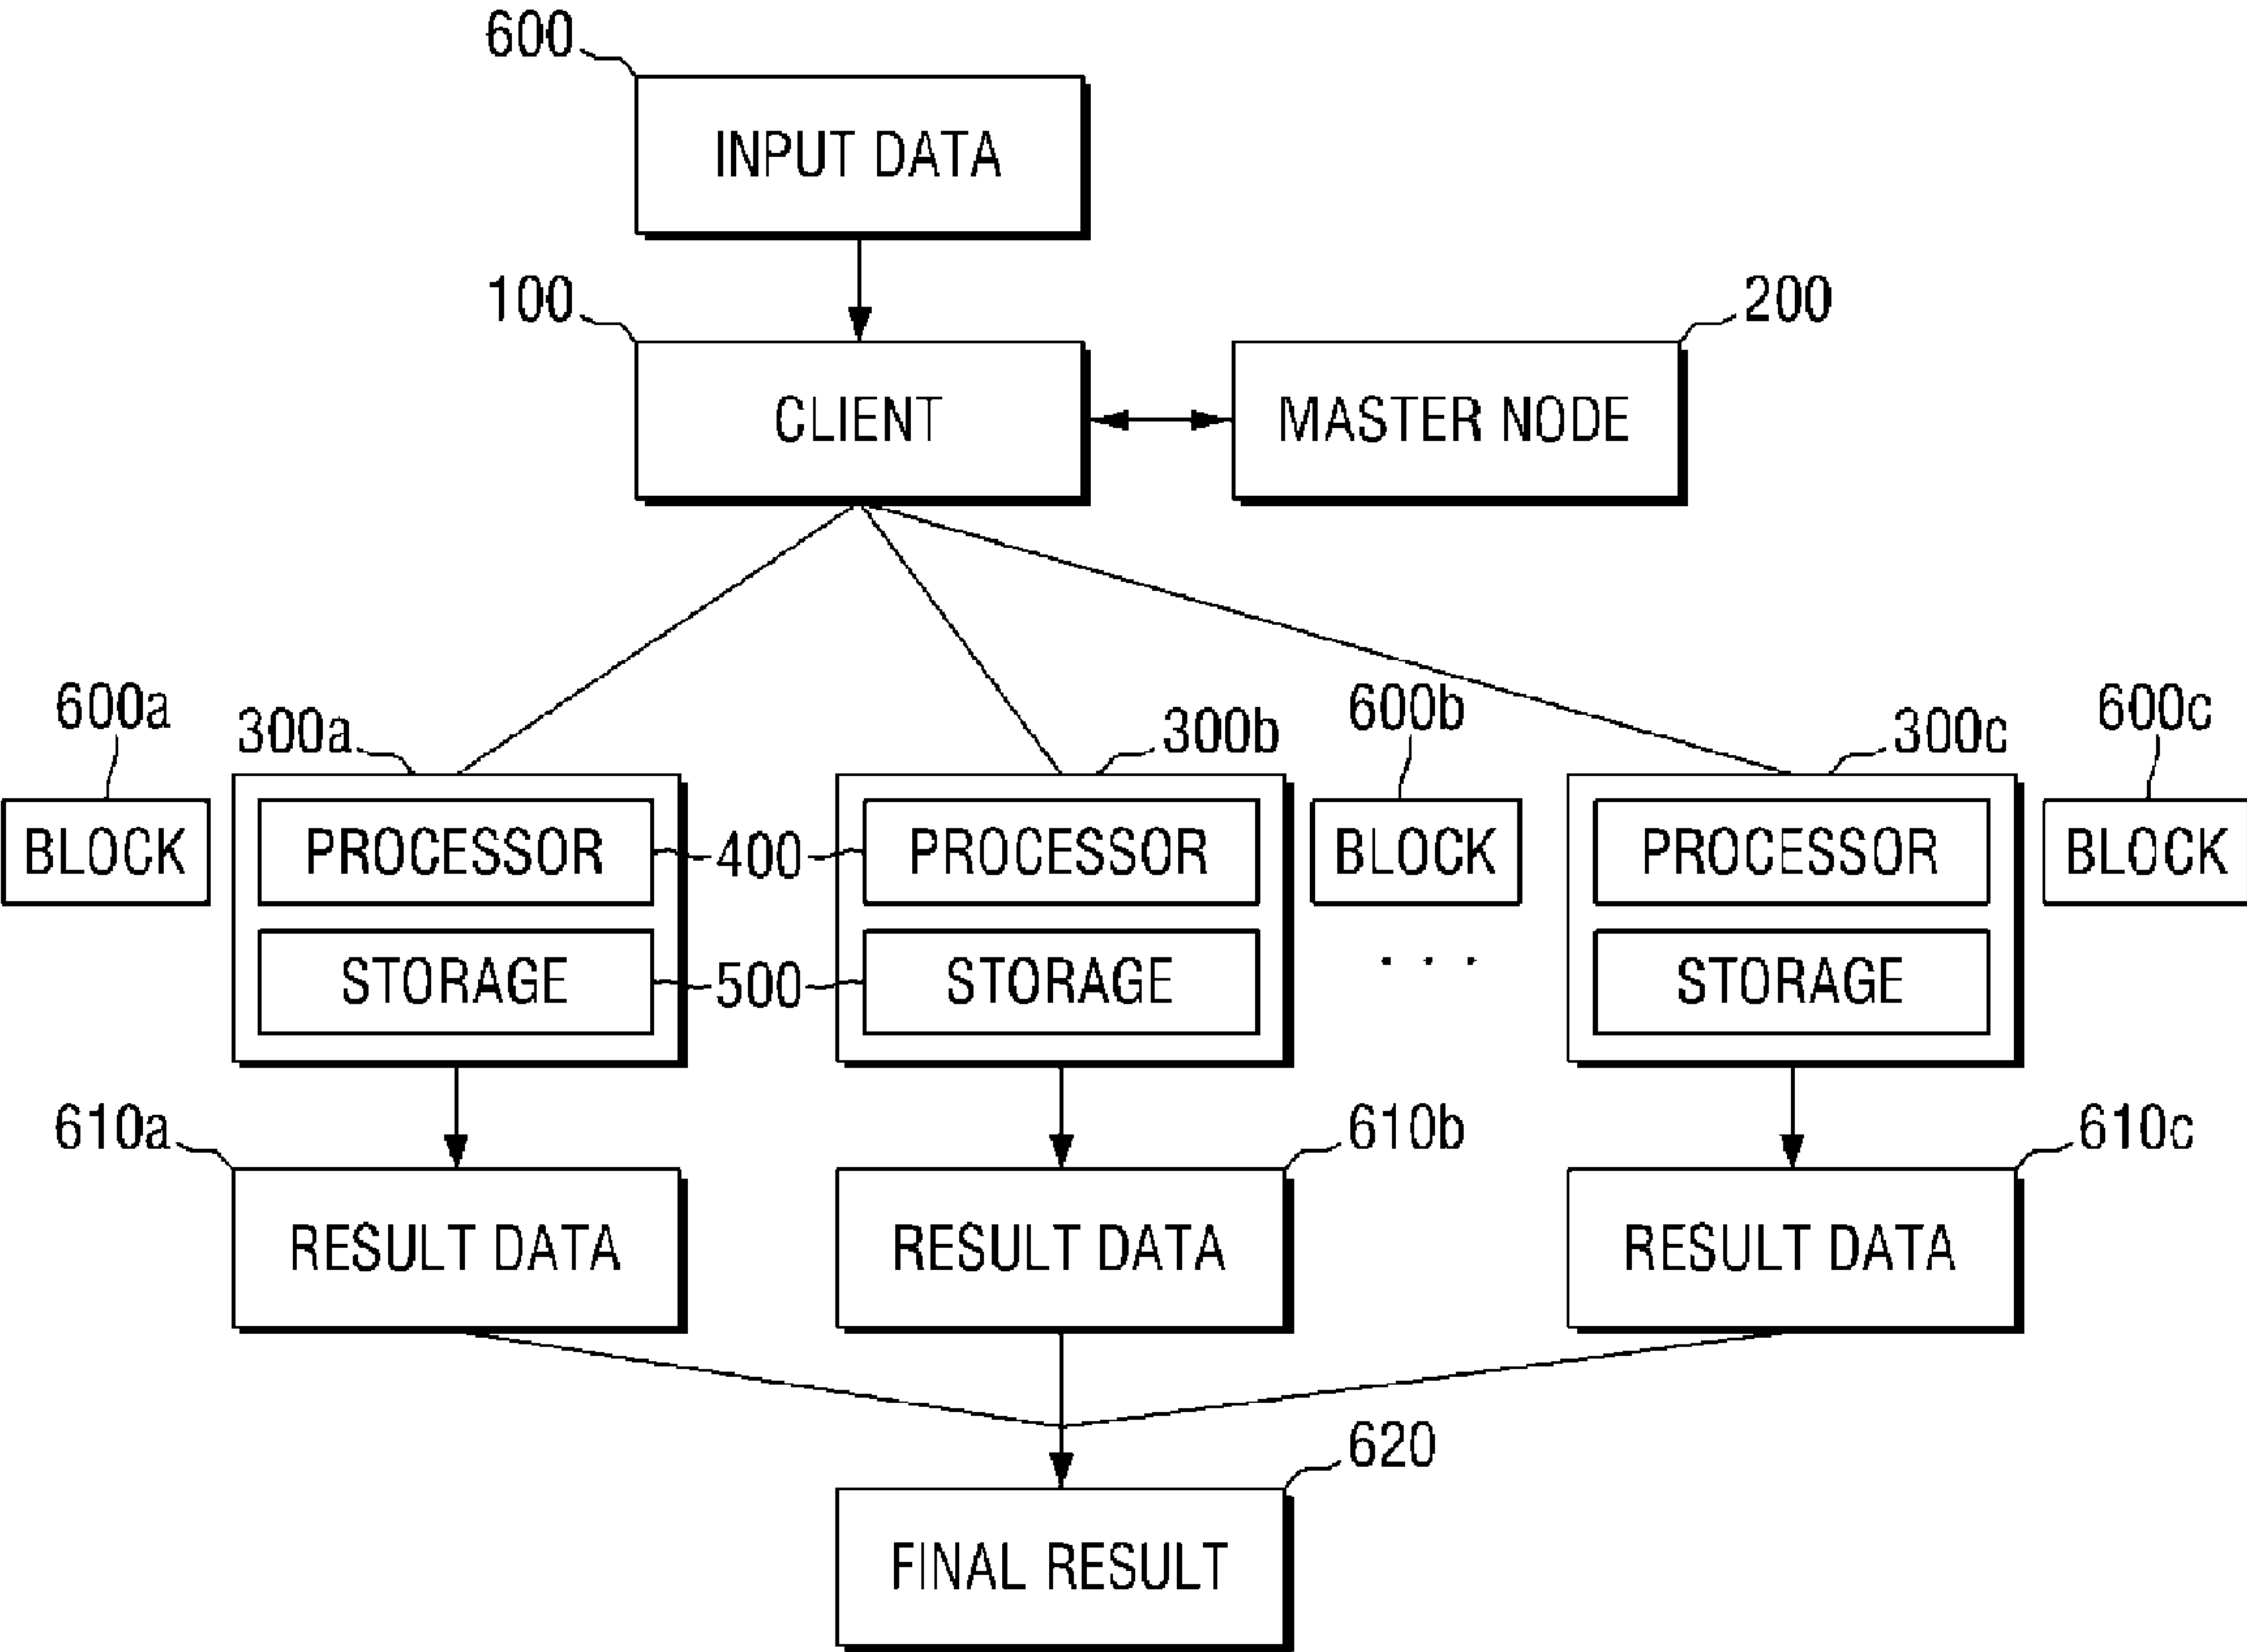 600
INPUT DATA
100
200
CLIENT
MASTER NODE
600a
300a
300b
600b
300c
600c
BLOCK
PROCESSOR
400
PROCESSOR
BLOCK
PROCESSOR
BLOCK
STORAGE
500
STORAGE
. . .
STORAGE
610a
610b
610c
RESULT DATA
RESULT DATA
RESULT DATA
620
FINAL RESULT